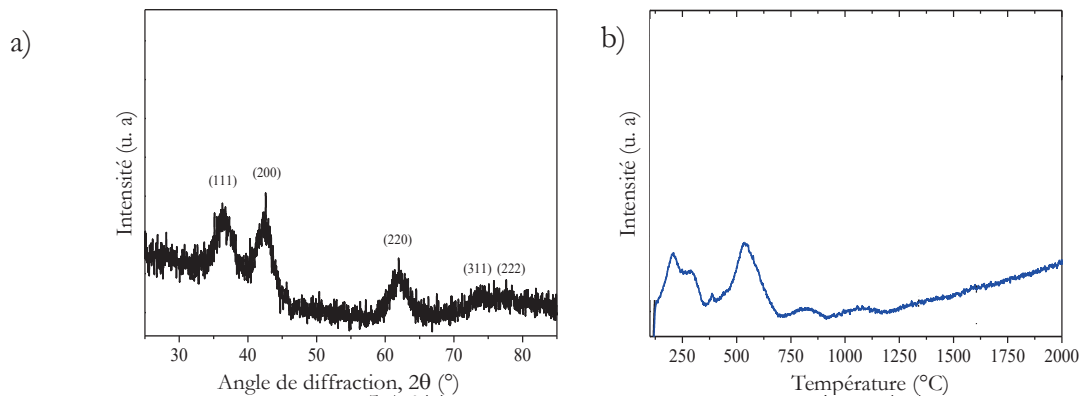 a)
Intensité (u. a)
(111)
(200)
(220)
(311) (222)
30 40 50 60 70 80
Angle de diffraction, 2θ (°)
b)
Intensité (u. a)
250 500 750 1000 1250 1500 1750 2000
Température (°C)